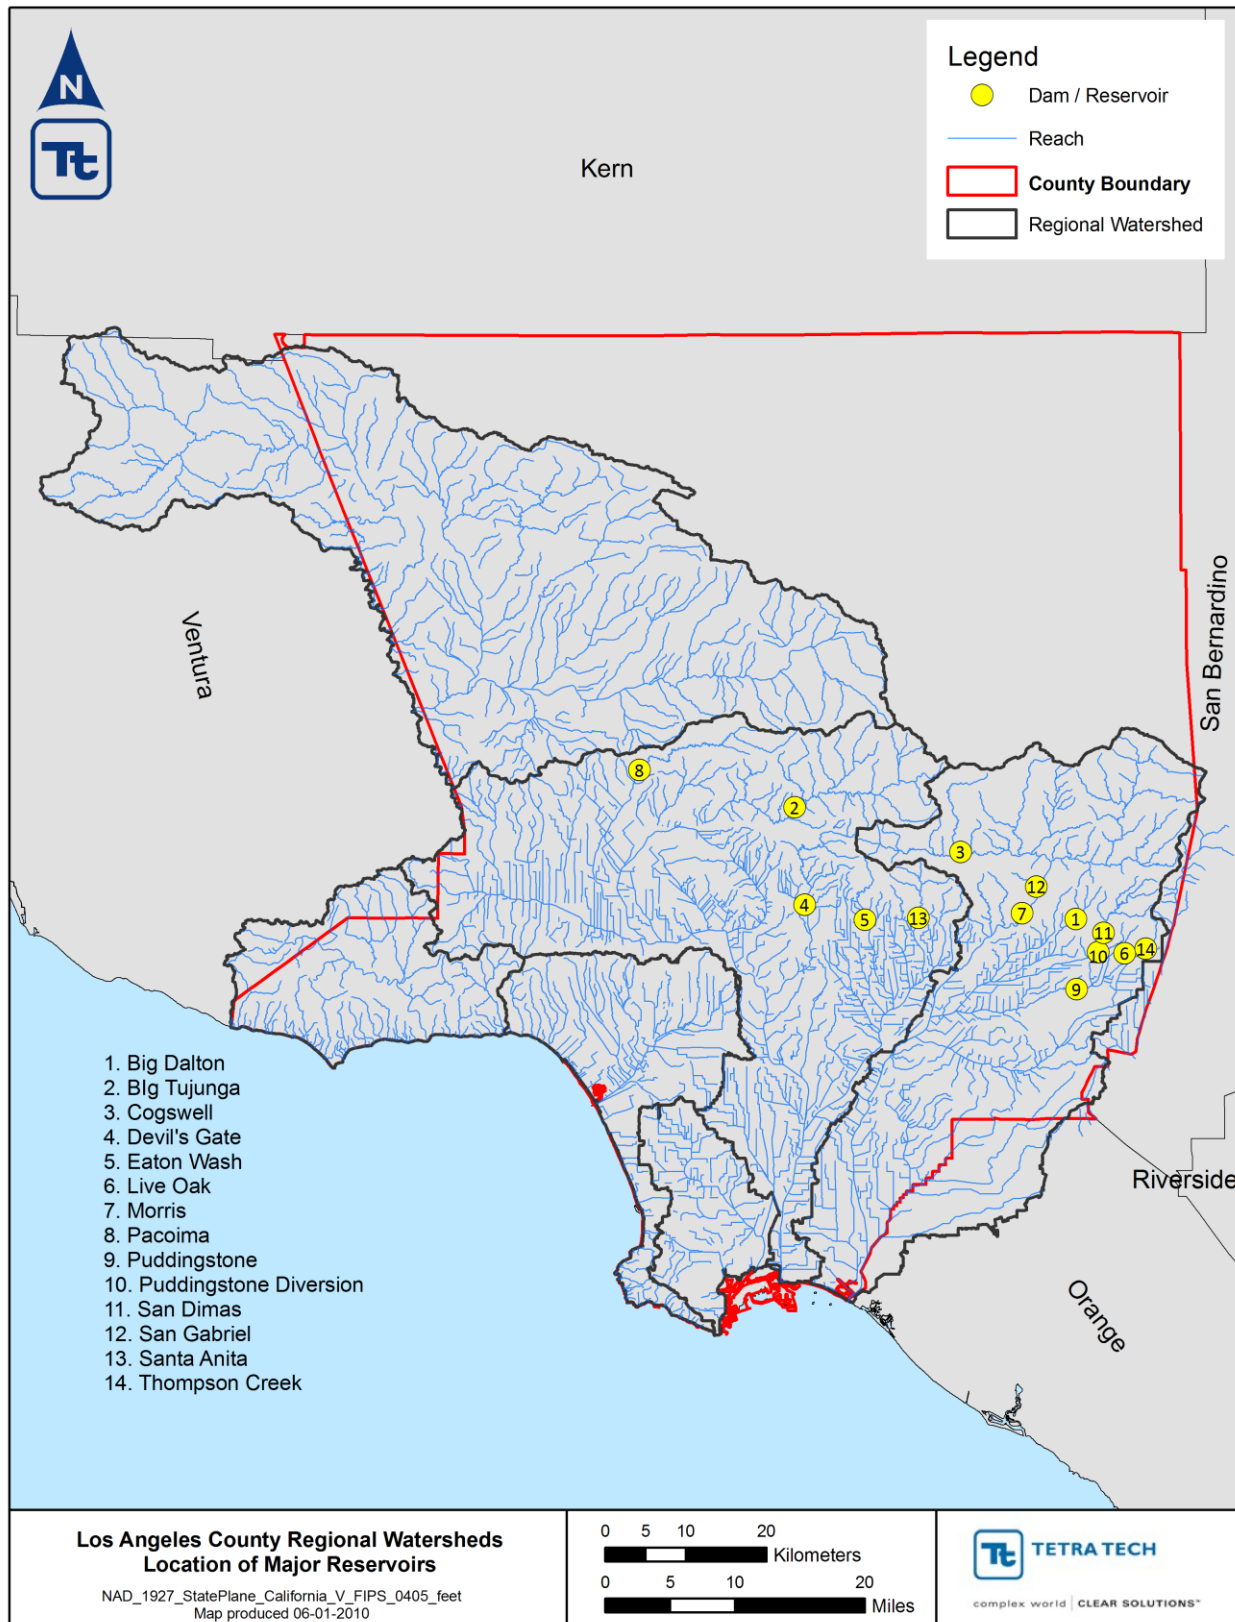 N
Tt
Legend
Dam / Reservoir
Reach
County Boundary
Regional Watershed
Kern
Ventura
San Bernardino
8
2
3
12
4
7
5
13
1
11
10
6
14
9
Riverside
Orange
1. Big Dalton
2. BIg Tujunga
3. Cogswell
4. Devil's Gate
5. Eaton Wash
6. Live Oak
7. Morris
8. Pacoima
9. Puddingstone
10. Puddingstone Diversion
11. San Dimas
12. San Gabriel
13. Santa Anita
14. Thompson Creek
Los Angeles County Regional Watersheds
Location of Major Reservoirs
NAD_1927_StatePlane_California_V_FIPS_0405_feet
Map produced 06-01-2010
0 5 10 20
Kilometers
0 5 10 20
Miles
Tt TETRA TECH
complex world | CLEAR SOLUTIONS™